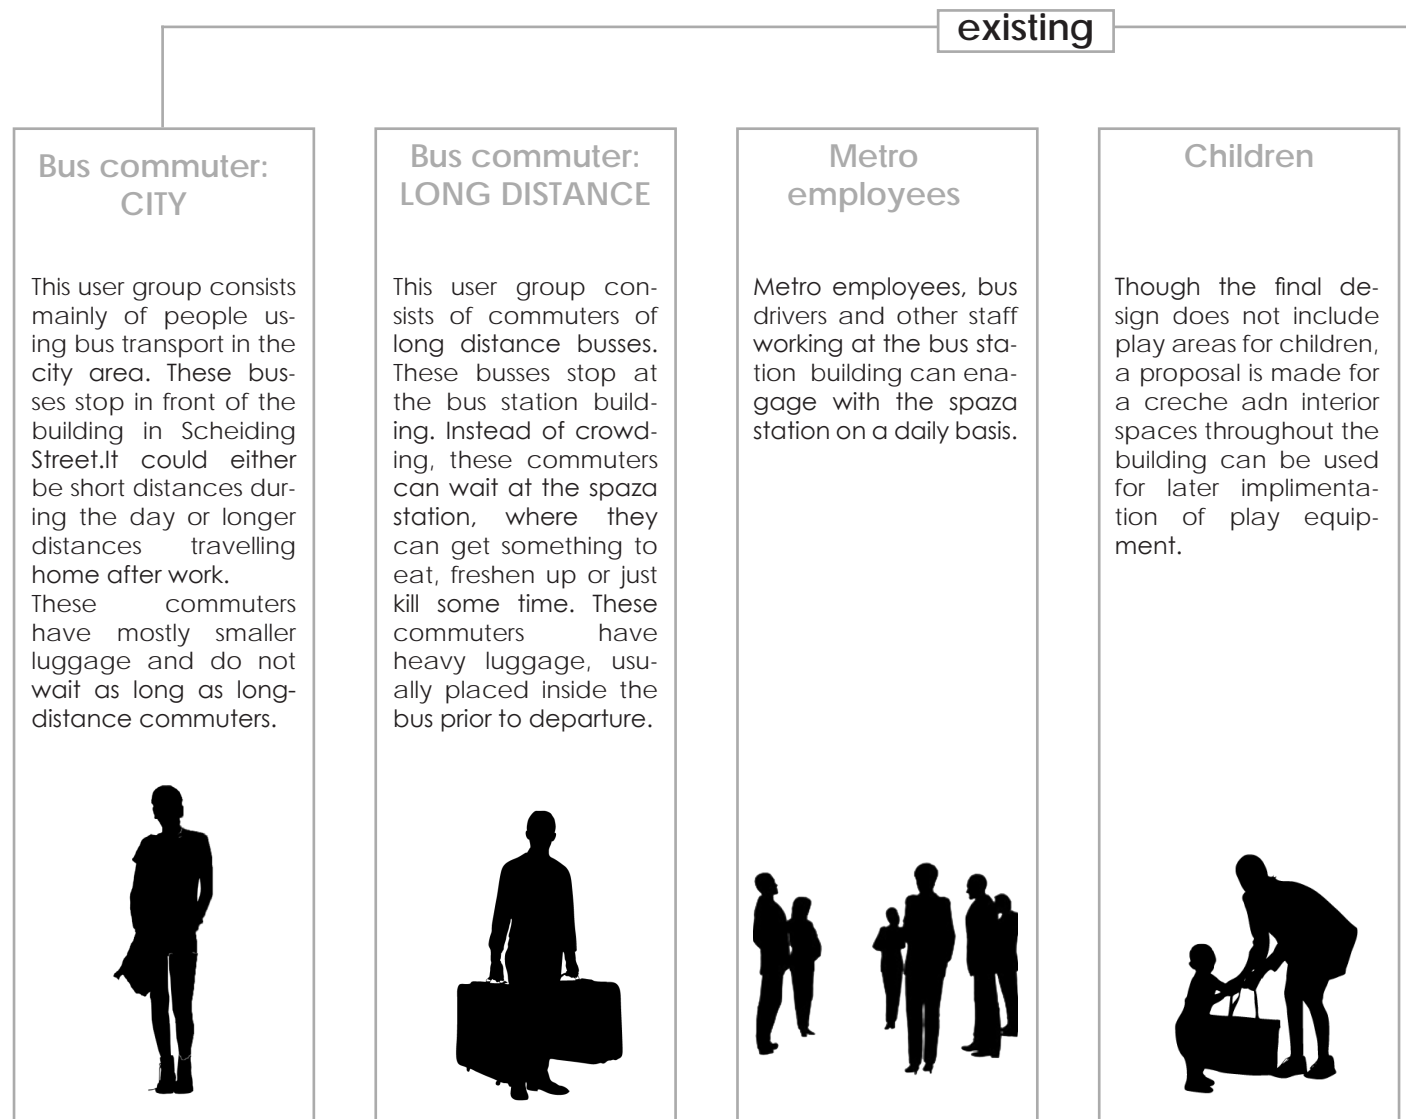 existing
Bus commuter:
CITY
This user group consists
mainly of people us-
ing bus transport in the
city area. These bus-
ses stop in front of the
building in Scheiding
Street.It could either
be short distances dur-
ing the day or longer
distances travelling
home after work.
These commuters
have mostly smaller
luggage and do not
wait as long as long-
distance commuters.
Bus commuter:
LONG DISTANCE
This user group con-
sists of commuters of
long distance busses.
These busses stop at
the bus station build-
ing. Instead of crowd-
ing, these commuters
can wait at the spaza
station, where they
can get something to
eat, freshen up or just
kill some time. These
commuters have
heavy luggage, usu-
ally placed inside the
bus prior to departure.
Metro
employees
Metro employees, bus
drivers and other staff
working at the bus sta-
tion building can ena-
gage with the spaza
station on a daily basis.
Children
Though the final de-
sign does not include
play areas for children,
a proposal is made for
a creche adn interior
spaces throughout the
building can be used
for later implimenta-
tion of play equip-
ment.